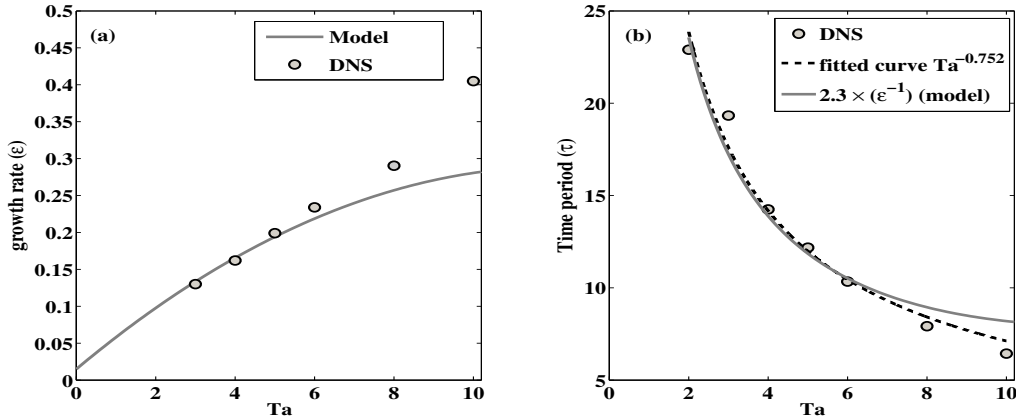 (a)
Model
DNS
growth rate (ε)
0.5
0.45
0.4
0.35
0.3
0.25
0.2
0.15
0.1
0.05
0
0 2 4 6 8 10
Ta
(b)
DNS
fitted curve Ta^−0.752
2.3 × (ε^−1) (model)
Time period (τ)
25
20
15
10
5
0 2 4 6 8 10
Ta